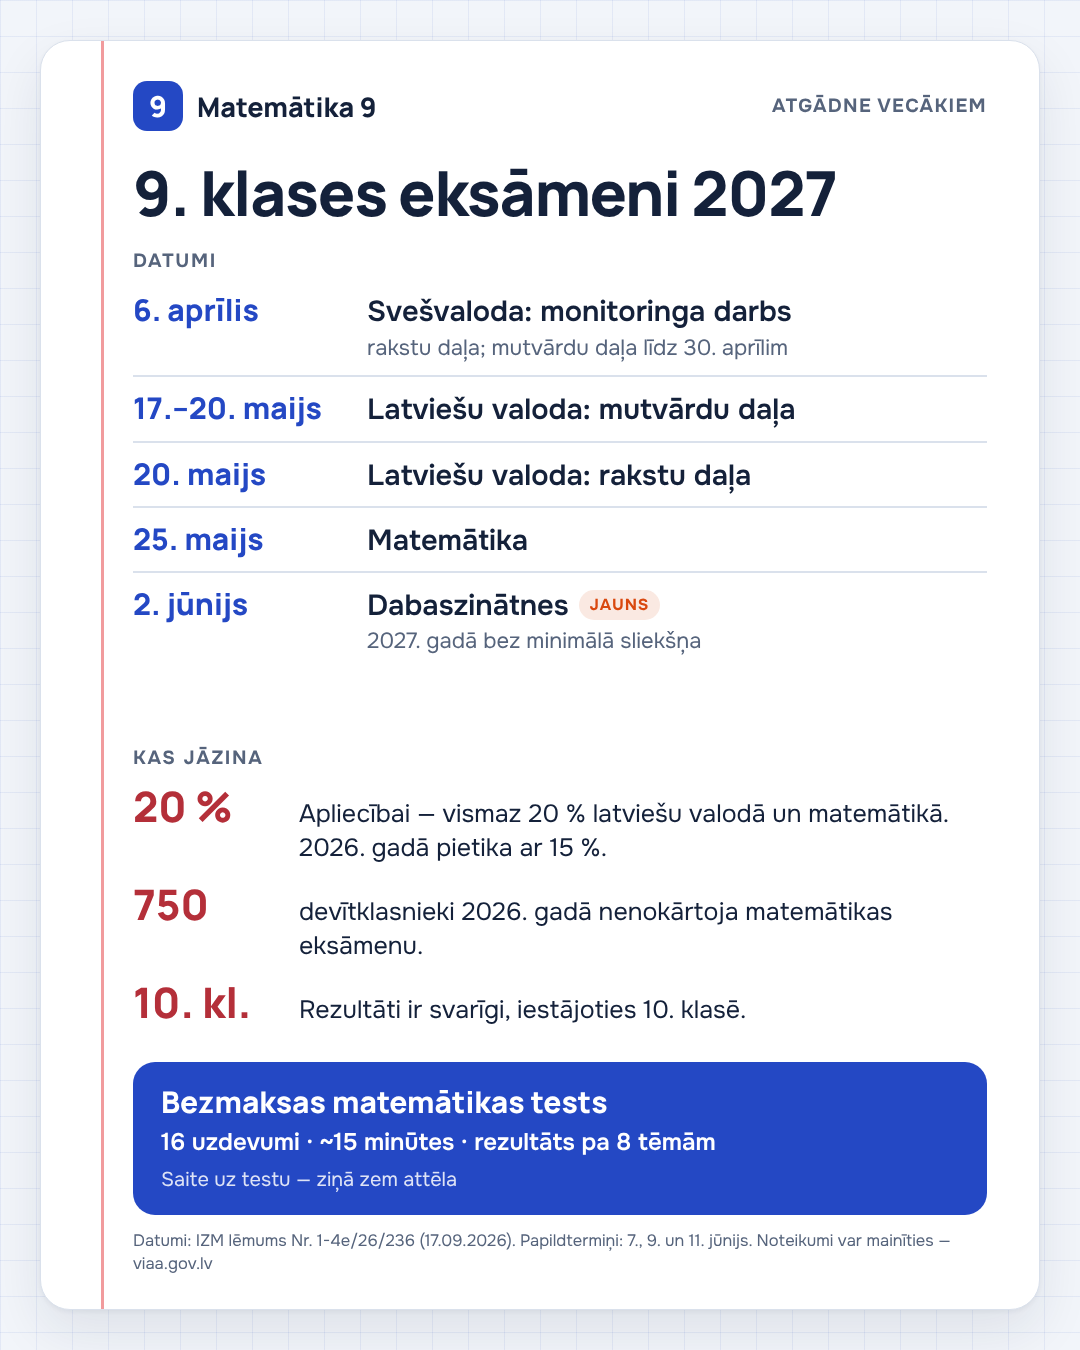 9 Matemātika 9
ATGĀDNE VECĀKIEM
9. klases eksāmeni 2027
DATUMI
6. aprīlis Svešvaloda: monitoringa darbs
rakstu daļa; mutvārdu daļa līdz 30. aprīlim
17.–20. maijs Latviešu valoda: mutvārdu daļa
20. maijs Latviešu valoda: rakstu daļa
25. maijs Matemātika
2. jūnijs Dabaszinātnes JAUNS
2027. gadā bez minimālā sliekšņa
KAS JĀZINA
20 % Apliecībai — vismaz 20 % latviešu valodā un matemātikā.
2026. gadā pietika ar 15 %.
750 devītklasnieki 2026. gadā nenokārtoja matemātikas
eksāmenu.
10. kl. Rezultāti ir svarīgi, iestājoties 10. klasē.
Bezmaksas matemātikas tests
16 uzdevumi · ~15 minūtes · rezultāts pa 8 tēmām
Saite uz testu — ziņā zem attēla
Datumi: IZM lēmums Nr. 1-4e/26/236 (17.09.2026). Papildtermiņi: 7., 9. un 11. jūnijs. Noteikumi var mainīties —
viaa.gov.lv